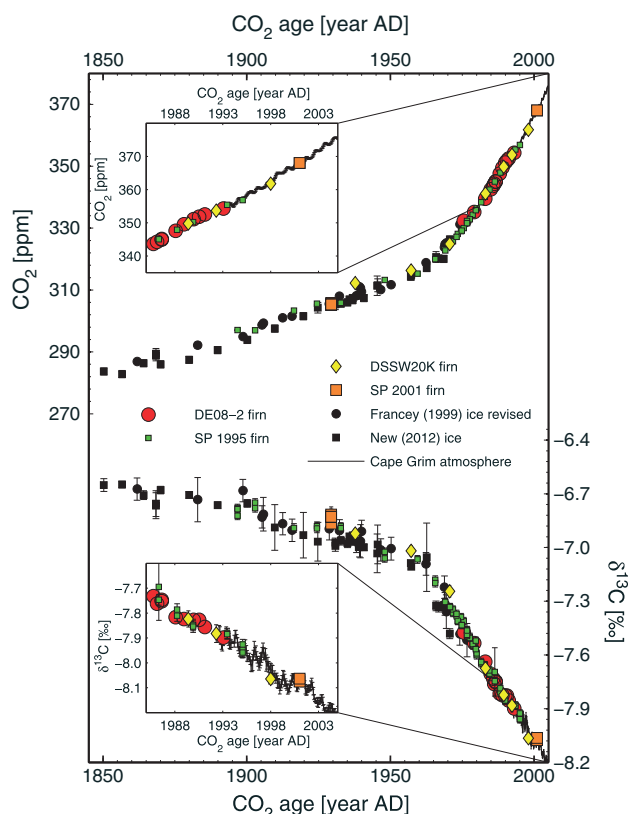 CO2 age [year AD]
1850 1900 1950 2000
370
350
330
310
290
270
CO2 [ppm]
CO2 age [year AD]
1988 1993 1998 2003
370
360
350
340
CO2 [ppm]
DSSW20K firn
SP 2001 firn
DE08−2 firn
Francey (1999) ice revised
SP 1995 firn
New (2012) ice
Cape Grim atmosphere
−6.4
−6.7
−7.0
−7.3
−7.6
−7.9
−8.2
δ13C [‰]
−7.7
−7.8
−7.9
−8.0
−8.1
δ13C [‰]
1988 1993 1998 2003
CO2 age [year AD]
1850 1900 1950 2000
CO2 age [year AD]